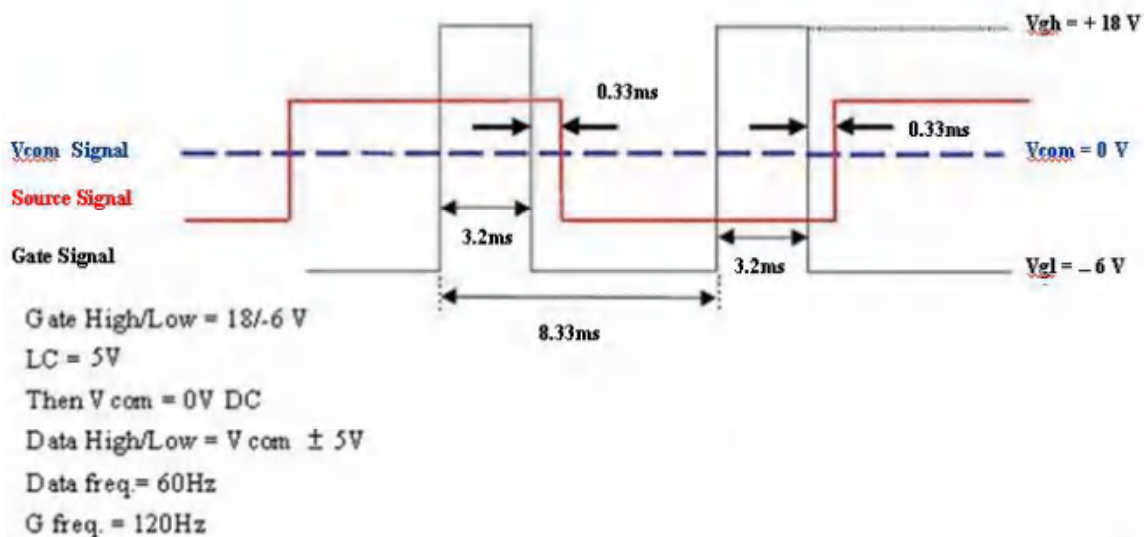 Vgh = + 18 V
0.33ms
0.33ms
Vcom Signal
Vcom = 0 V
Source Signal
3.2ms
3.2ms
Gate Signal
Vgl = – 6 V
8.33ms
Gate High/Low = 18/-6 V
LC = 5V
Then V com = 0V DC
Data High/Low = V com ± 5V
Data freq.= 60Hz
G freq. = 120Hz